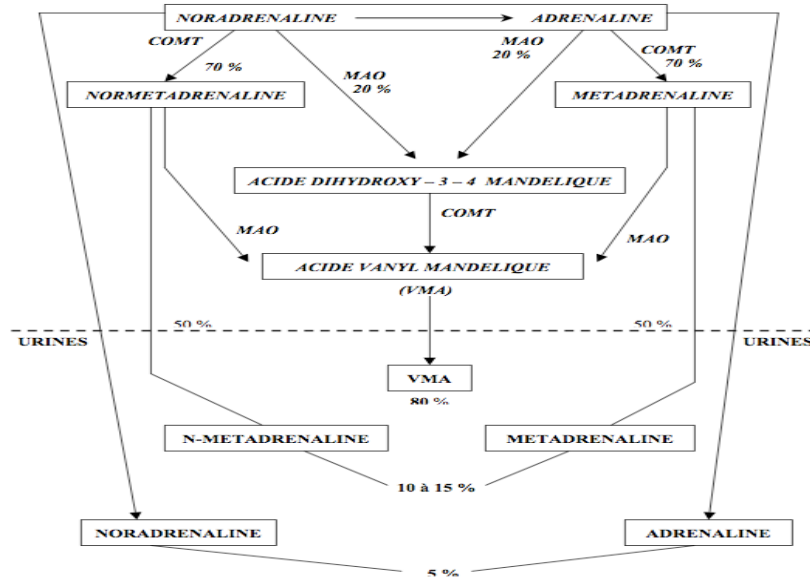 NORADRENALINE ADRENALINE
COMT MAO
20 % COMT
70 % MAO 70 %
20 %
NORMETADRENALINE METADRENALINE
ACIDE DIHYDROXY – 3 – 4 MANDELIQUE
COMT
MAO MAO
ACIDE VANYL MANDELIQUE
(VMA)
50 % 50 %
URINES URINES
VMA
80 %
N-METADRENALINE METADRENALINE
10 à 15 %
NORADRENALINE ADRENALINE
5 %